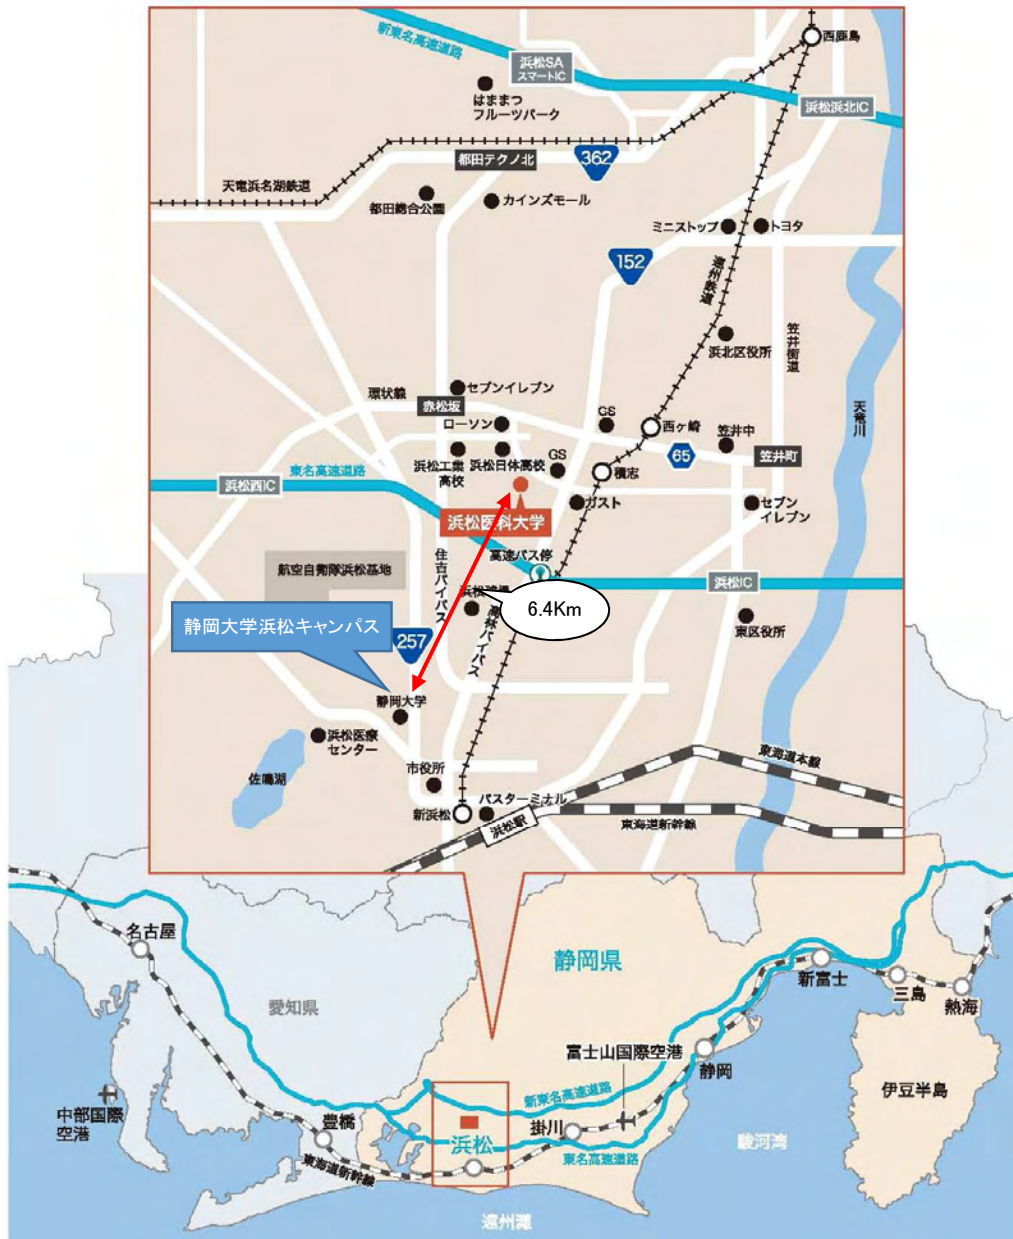 新東名高速道路
浜松SA
スマートIC
西鹿島
はままつ
フルーツパーク
浜松浜北IC
都田テクノ北
362
天竜浜名湖鉄道
都田総合公園
カインズモール
ミニストップ
トヨタ
152
遠州鉄道
浜北区役所
笠井街道
天竜川
環状線
セブンイレブン
赤松坂
ローソン
GS
西ヶ崎
笠井中
65
笠井町
浜松工業
高校
浜松日体高校
GS
積志
東名高速道路
浜松西IC
ガスト
セブン
イレブン
浜松医科大学
高速バス停
航空自衛隊浜松基地
住吉バイパス
浜松球場
高林バイパス
6.4Km
浜松IC
東区役所
静岡大学浜松キャンパス
257
静岡大学
浜松医療
センター
佐鳴湖
市役所
新浜松
バスターミナル
浜松駅
東海道本線
東海道新幹線
名古屋
愛知県
静岡県
新富士
三島
熱海
富士山国際空港
静岡
伊豆半島
中部国際
空港
豊橋
新東名高速道路
浜松
掛川
東名高速道路
東海道新幹線
駿河湾
遠州灘